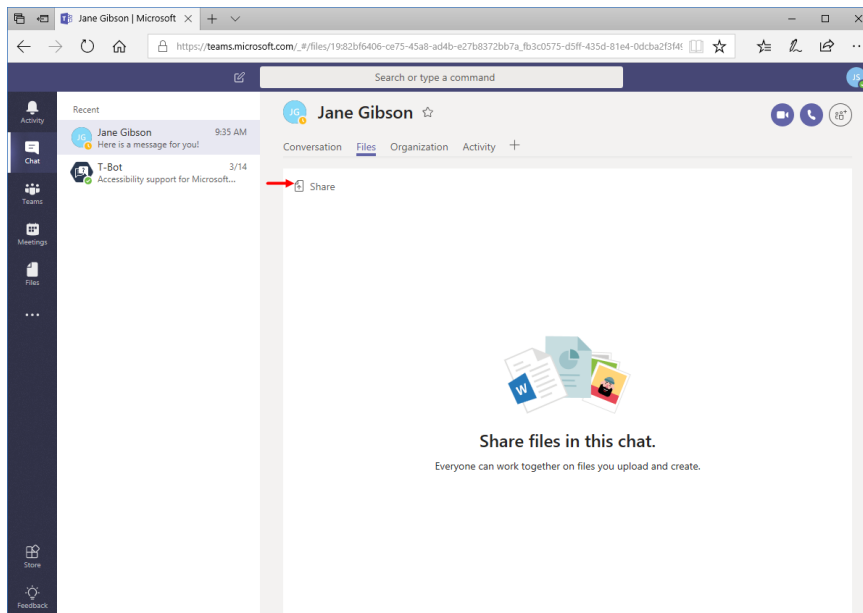 Jane Gibson | Microsoft
https://teams.microsoft.com/_#/files/19:82bf6406-ce75-45a8-ad4b-e27b8372bb7a_fb3c0575-d5ff-435d-81e4-0dcba2f3f49
Search or type a command
JS
Activity
Chat
Teams
Meetings
Files
Store
Feedback
Recent
JG
Jane Gibson 9:35 AM
Here is a message for you!
T-Bot 3/14
Accessibility support for Microsoft...
JG
Jane Gibson
Conversation Files Organization Activity
Share
W
Share files in this chat.
Everyone can work together on files you upload and create.